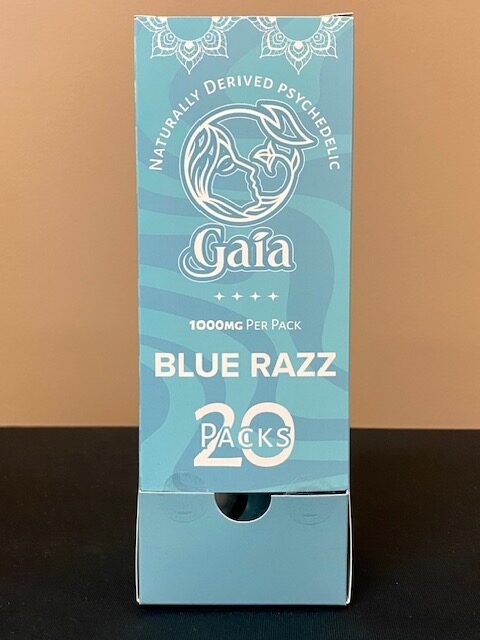 Naturally Derived Psychedelic
Gaia
1000MG Per Pack
BLUE RAZZ
20
Packs